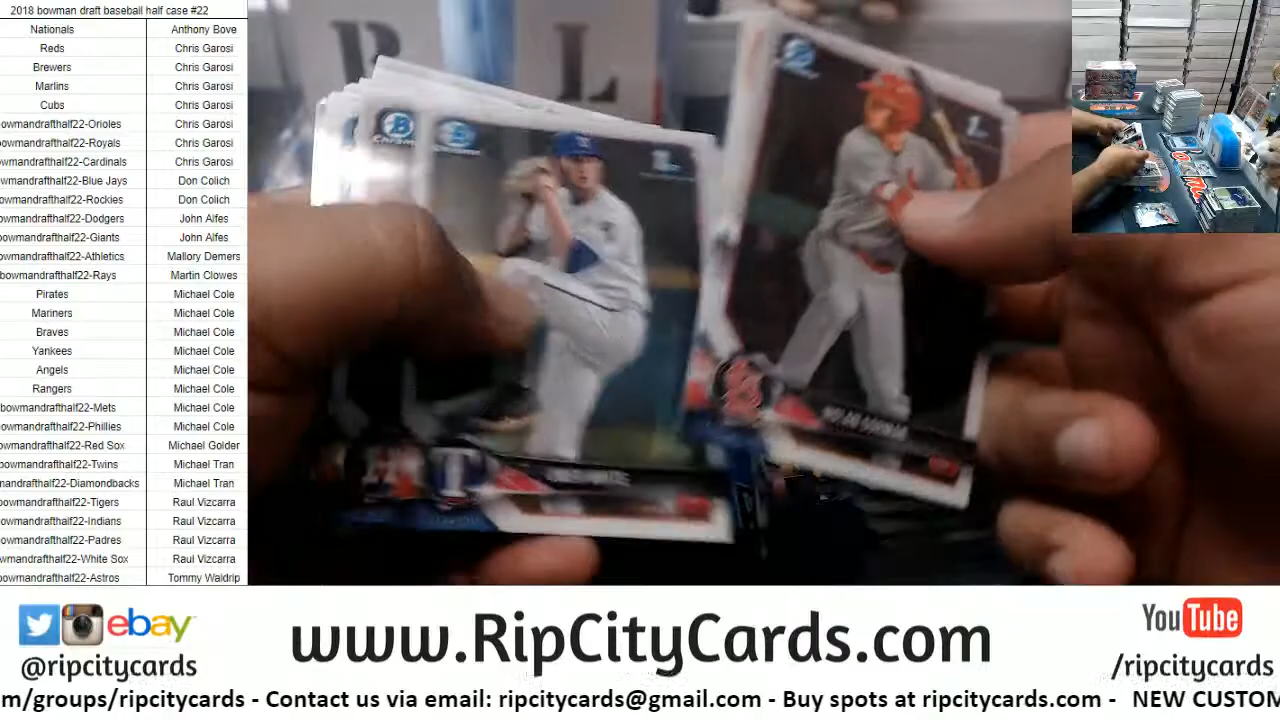 2018 bowman draft baseball half case #22
Nationals Anthony Bove
Reds Chris Garosi
Brewers Chris Garosi
Marlins Chris Garosi
Cubs Chris Garosi
owmandrafthalf22-Orioles Chris Garosi
bowmandrafthalf22-Royals Chris Garosi
wmandrafthalf22-Cardinals Chris Garosi
owmandrafthalf22-Blue Jays Don Colich
owmandrafthalf22-Rockies Don Colich
owmandrafthalf22-Dodgers John Alfes
owmandrafthalf22-Giants John Alfes
owmandrafthalf22-Athletics Mallory Demers
bowmandrafthalf22-Rays Martin Clowes
Pirates Michael Cole
Mariners Michael Cole
Braves Michael Cole
Yankees Michael Cole
Angels Michael Cole
Rangers Michael Cole
bowmandrafthalf22-Mets Michael Cole
owmandrafthalf22-Phillies Michael Cole
owmandrafthalf22-Red Sox Michael Golder
owmandrafthalf22-Twins Michael Tran
mandrafthalf22-Diamondbacks Michael Tran
owmandrafthalf22-Tigers Raul Vizcarra
owmandrafthalf22-Indians Raul Vizcarra
owmandrafthalf22-Padres Raul Vizcarra
wmandrafthalf22-White Sox Raul Vizcarra
owmandrafthalf22-Astros Tommy Waldrip
R L
1st
1st
ebay
@ripcitycards
www.RipCityCards.com
YouTube
/ripcitycards
m/groups/ripcitycards - Contact us via email: ripcitycards@gmail.com - Buy spots at ripcitycards.com - NEW CUSTOM